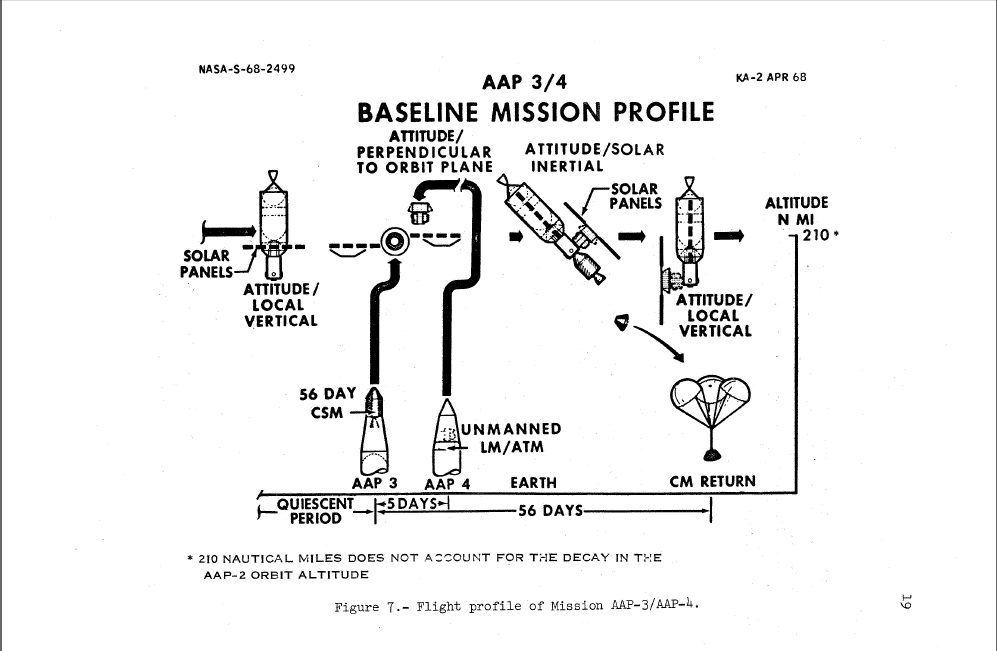 NASA-S-68-2499
KA-2 APR 68
AAP 3/4
BASELINE MISSION PROFILE
ATTITUDE/
PERPENDICULAR
TO ORBIT PLANE
ATTITUDE/SOLAR
INERTIAL
SOLAR
PANELS
ALTITUDE
N MI
210 *
SOLAR
PANELS
ATTITUDE/
LOCAL
VERTICAL
ATTITUDE/
LOCAL
VERTICAL
56 DAY
CSM
UNMANNED
LM/ATM
AAP 3
AAP 4
EARTH
CM RETURN
QUIESCENT
PERIOD
5 DAYS
56 DAYS
* 210 NAUTICAL MILES DOES NOT ACCOUNT FOR THE DECAY IN THE
AAP-2 ORBIT ALTITUDE
Figure 7.- Flight profile of Mission AAP-3/AAP-4.
19